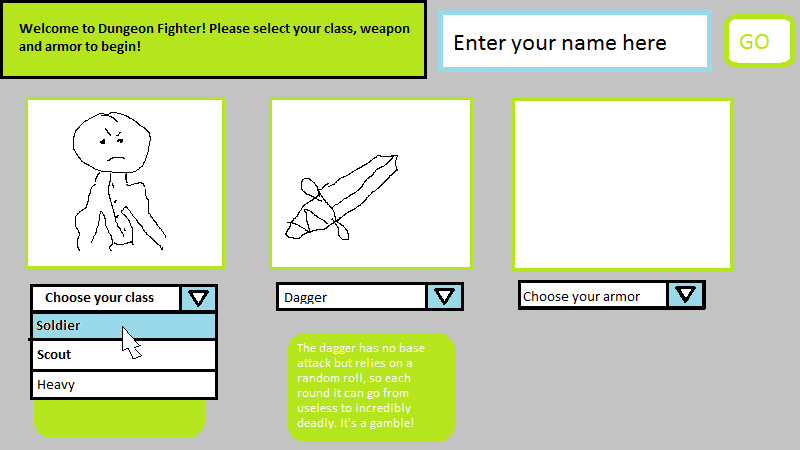 Welcome to Dungeon Fighter! Please select your class, weapon
and armor to begin!
Enter your name here
GO
Choose your class
Soldier
Scout
Heavy
Dagger
The dagger has no base
attack but relies on a
random roll, so each
round it can go from
useless to incredibly
deadly. It's a gamble!
Choose your armor